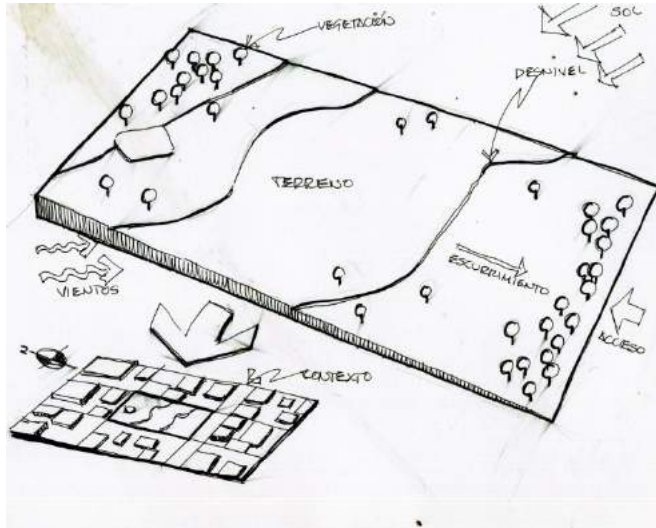 VEGETACIÓN
SOL
DESNIVEL
TERRENO
ESCURRIMIENTO
VIENTOS
ACCESO
CONTEXTO